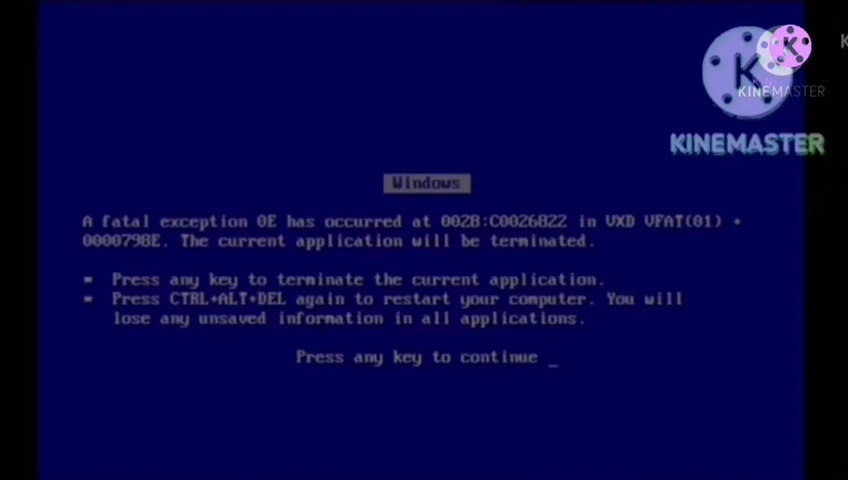 K
KINEMASTER
KINEMASTER
K
K
Windows
A fatal exception 0E has occurred at 0028:C0026822 in VXD VFAT(01) +
0000798E. The current application will be terminated.
* Press any key to terminate the current application.
* Press CTRL+ALT+DEL again to restart your computer. You will
lose any unsaved information in all applications.
Press any key to continue _